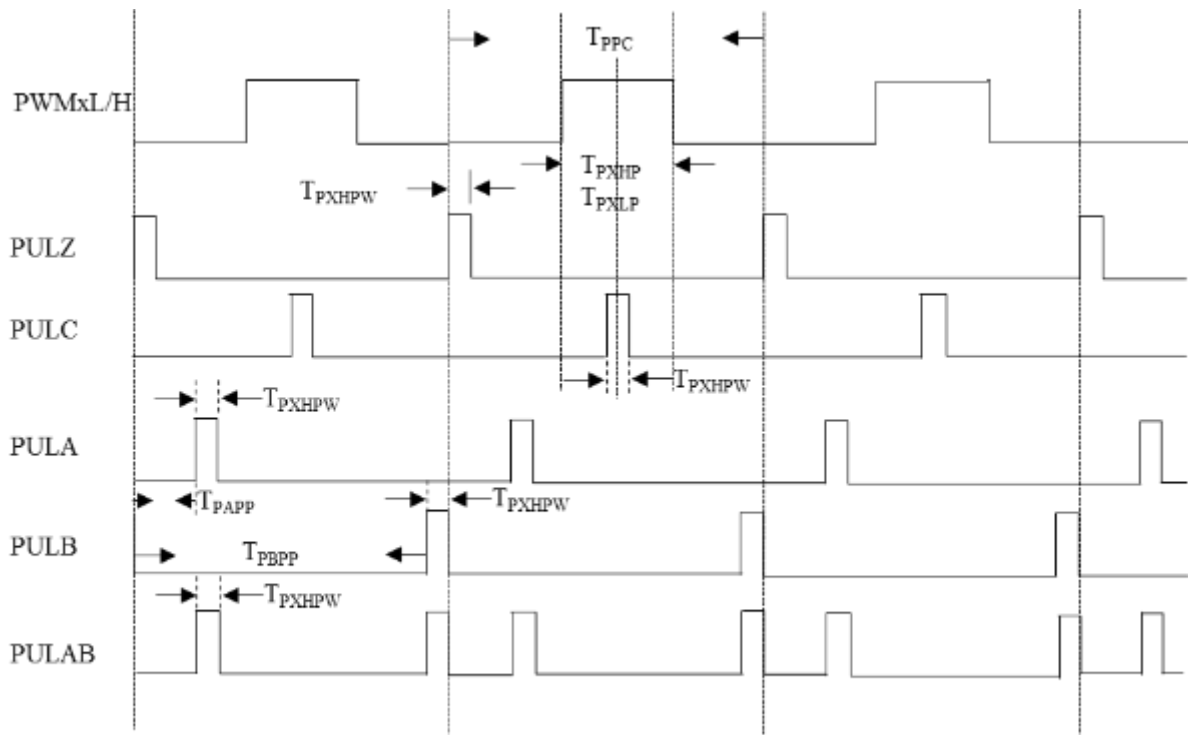 TPPC
PWMxL/H
TPXHP
TPXHPW
TPXLP
PULZ
PULC
TPXHPW
TPXHPW
PULA
TPAPP
TPXHPW
PULB
TPBPP
TPXHPW
PULAB